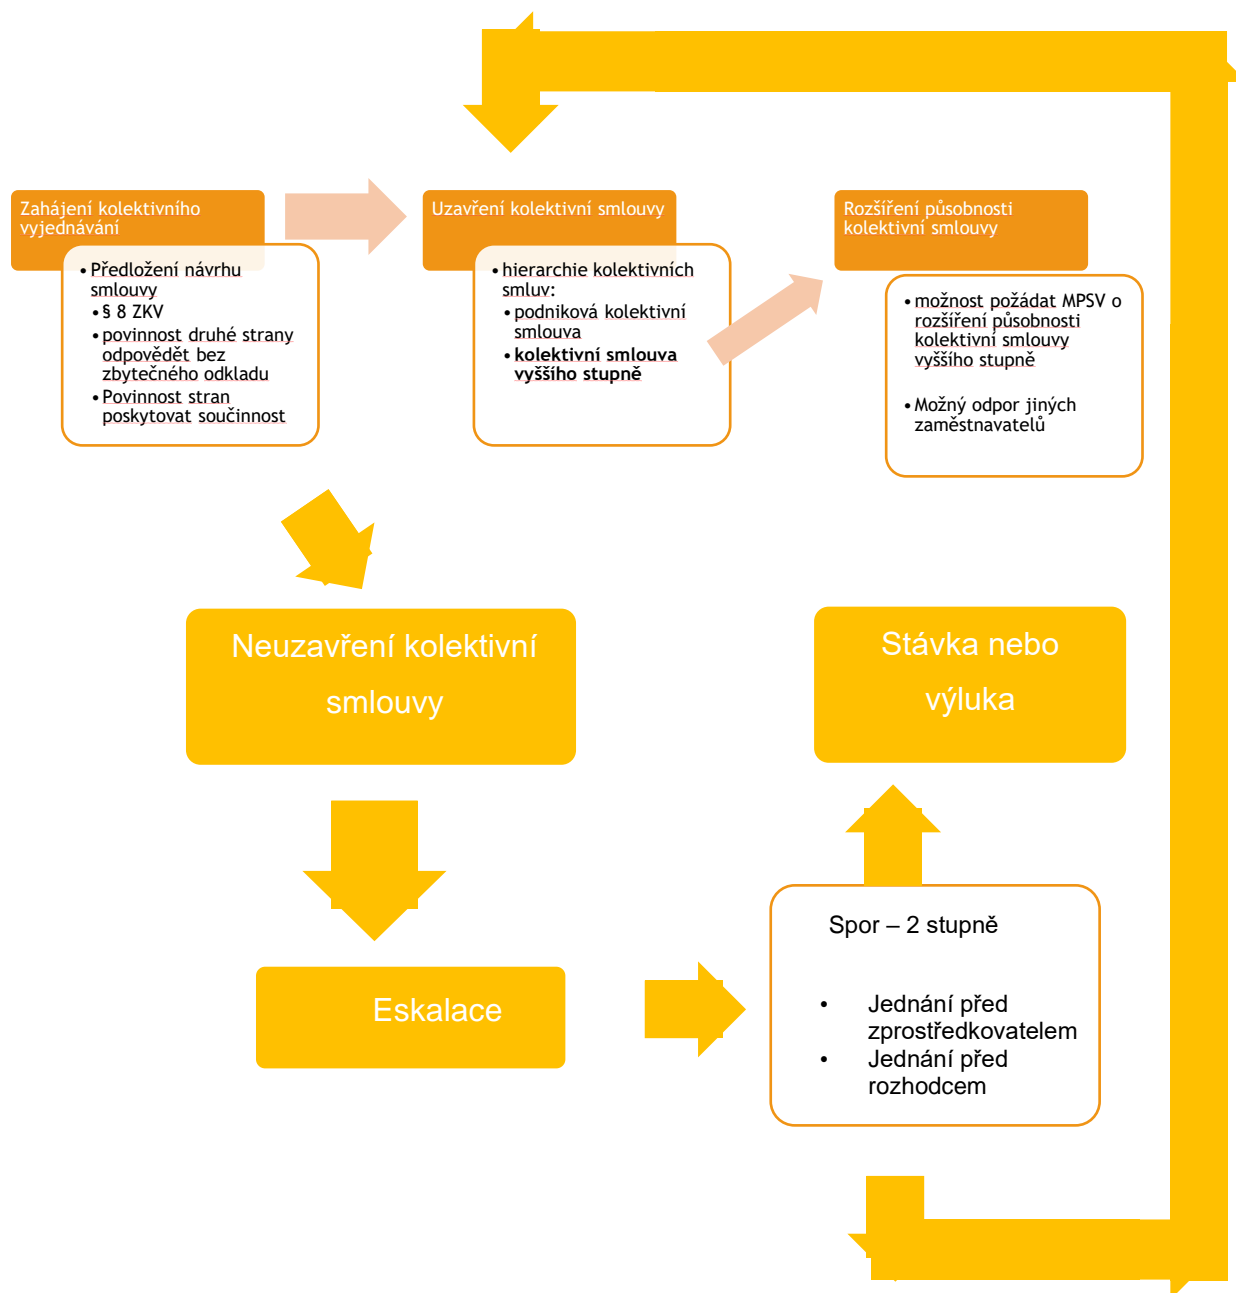 Zahájení kolektivního
vyjednávání
• Předložení návrhu
smlouvy
• § 8 ZKV
• povinnost druhé strany
odpovědět bez
zbytečného odkladu
• Povinnost stran
poskytovat součinnost
Uzavření kolektivní smlouvy
• hierarchie kolektivních
smluv:
• podniková kolektivní
smlouva
• kolektivní smlouva
vyššího stupně
Rozšíření působnosti
kolektivní smlouvy
• možnost požádat MPSV o
rozšíření působnosti
kolektivní smlouvy
vyššího stupně
• Možný odpor jiných
zaměstnavatelů
Neuzavření kolektivní
smlouvy
Stávka nebo
výluka
Eskalace
Spor – 2 stupně
• Jednání před
zprostředkovatelem
• Jednání před
rozhodcem